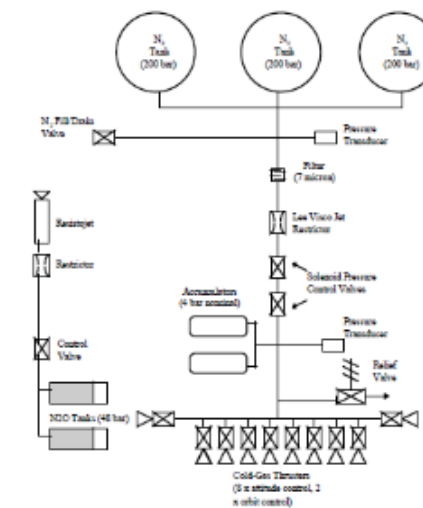 N₂
Tank
(200 bar)
N₂
Tank
(200 bar)
N₂
Tank
(200 bar)
N₂ Fill/Drain
Valve
Pressure
Transducer
Filter
(7 micron)
Resistojet
Lee Visco Jet
Restrictor
Restrictor
Solenoid Pressure
Control Valves
Accumulators
(4 bar nominal)
Pressure
Transducer
Control
Valve
Relief
Valve
N2O Tanks (48 bar)
Cold-Gas Thrusters
(8 x attitude control, 2
x orbit control)